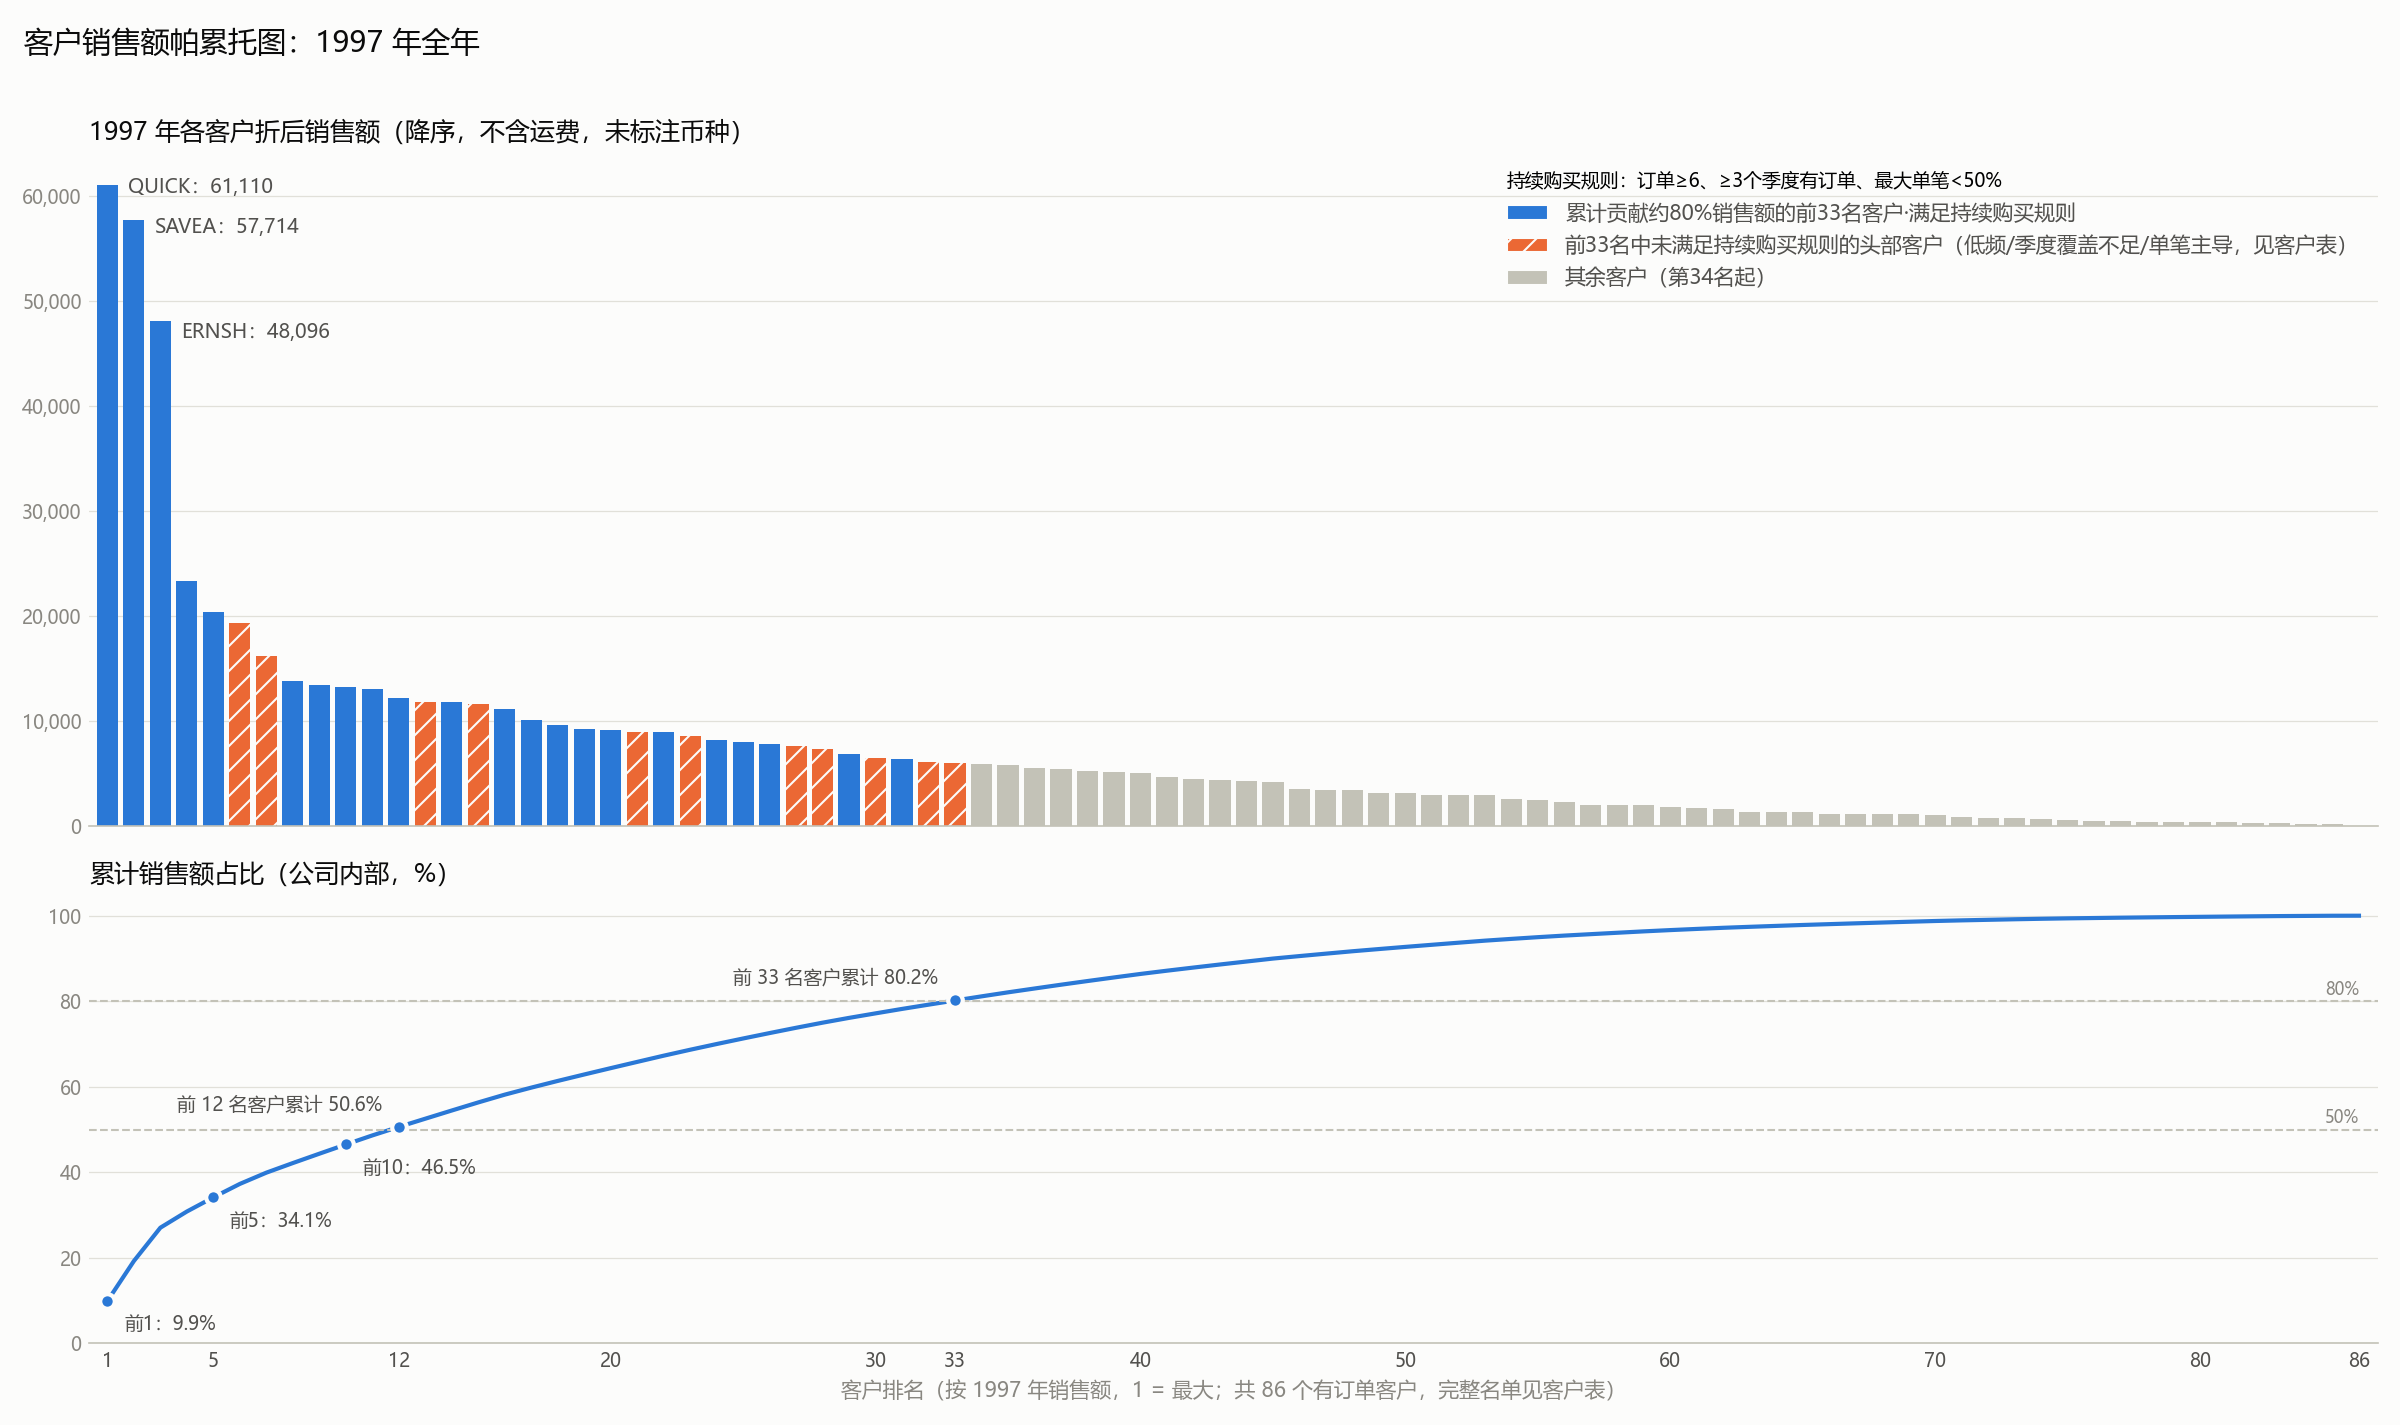 客户销售额帕累托图：1997 年全年
1997 年各客户折后销售额（降序，不含运费，未标注币种）
持续购买规则：订单≥6、≥3个季度有订单、最大单笔<50%
累计贡献约80%销售额的前33名客户·满足持续购买规则
前33名中未满足持续购买规则的头部客户（低频/季度覆盖不足/单笔主导，见客户表）
其余客户（第34名起）
QUICK：61,110
SAVEA：57,714
ERNSH：48,096
60,000
50,000
40,000
30,000
20,000
10,000
0
累计销售额占比（公司内部，%）
100
80
60
40
20
0
前 33 名客户累计 80.2%
80%
前 12 名客户累计 50.6%
50%
前10：46.5%
前5：34.1%
前1：9.9%
1 5 12 20 30 33 40 50 60 70 80 86
客户排名（按 1997 年销售额，1 = 最大；共 86 个有订单客户，完整名单见客户表）